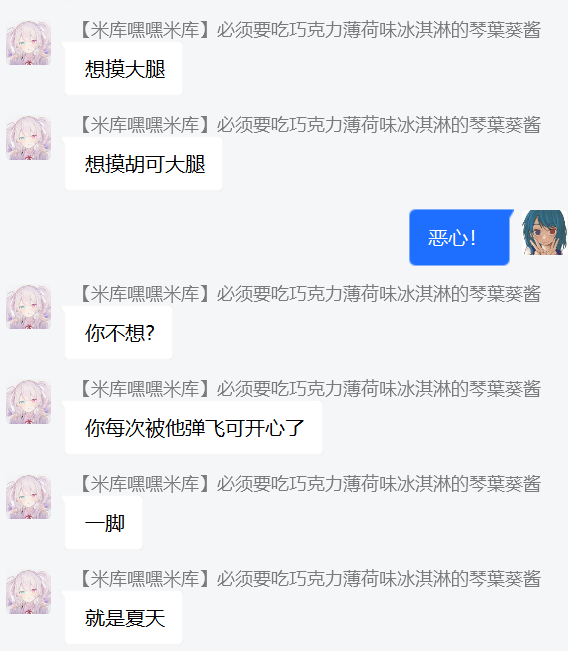 【米库嘿嘿米库】必须要吃巧克力薄荷味冰淇淋的琴葉葵酱
想摸大腿
【米库嘿嘿米库】必须要吃巧克力薄荷味冰淇淋的琴葉葵酱
想摸胡可大腿
恶心！
【米库嘿嘿米库】必须要吃巧克力薄荷味冰淇淋的琴葉葵酱
你不想？
【米库嘿嘿米库】必须要吃巧克力薄荷味冰淇淋的琴葉葵酱
你每次被他弹飞可开心了
【米库嘿嘿米库】必须要吃巧克力薄荷味冰淇淋的琴葉葵酱
一脚
【米库嘿嘿米库】必须要吃巧克力薄荷味冰淇淋的琴葉葵酱
就是夏天